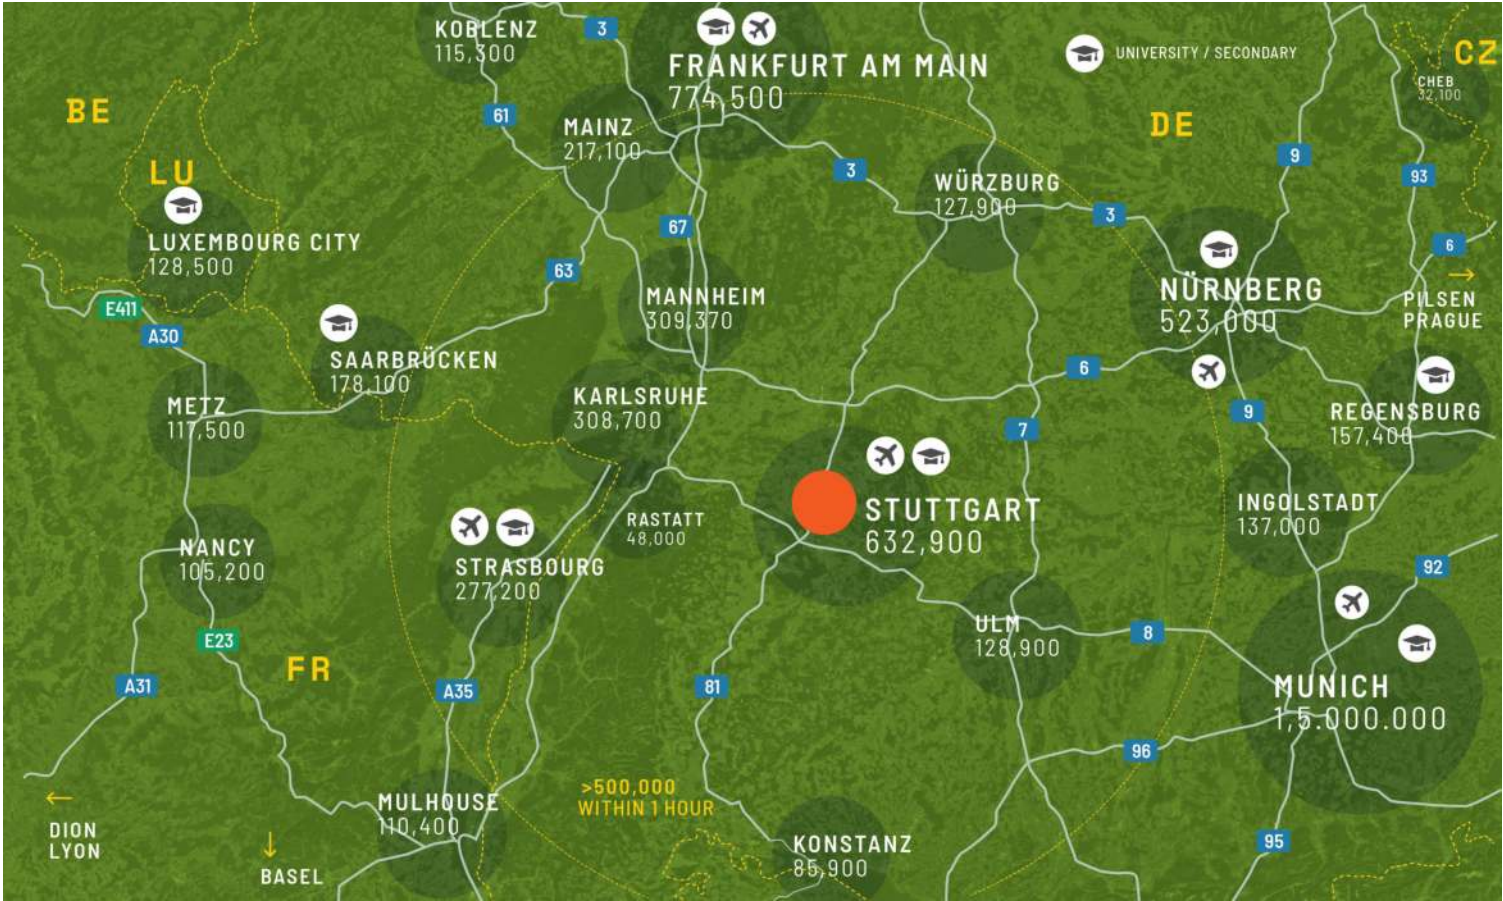 KOBLENZ
115,300
3
FRANKFURT AM MAIN
774,500
UNIVERSITY / SECONDARY
CZ
CHEB
32,100
BE
61
MAINZ
217,100
DE
9
93
3
LU
WÜRZBURG
127,900
3
LUXEMBOURG CITY
128,500
67
6
63
MANNHEIM
309,370
NÜRNBERG
523,000
PILSEN
PRAGUE
E411
A30
SAARBRÜCKEN
178,100
6
METZ
117,500
KARLSRUHE
308,700
9
REGENSBURG
157,400
7
STUTTGART
632,900
INGOLSTADT
137,000
RASTATT
48,000
NANCY
105,200
STRASBOURG
277,200
92
E23
ULM
128,900
8
FR
A31
A35
81
MUNICH
1,5.000.000
96
>500,000
WITHIN 1 HOUR
MULHOUSE
110,400
DION
LYON
BASEL
KONSTANZ
85,900
95